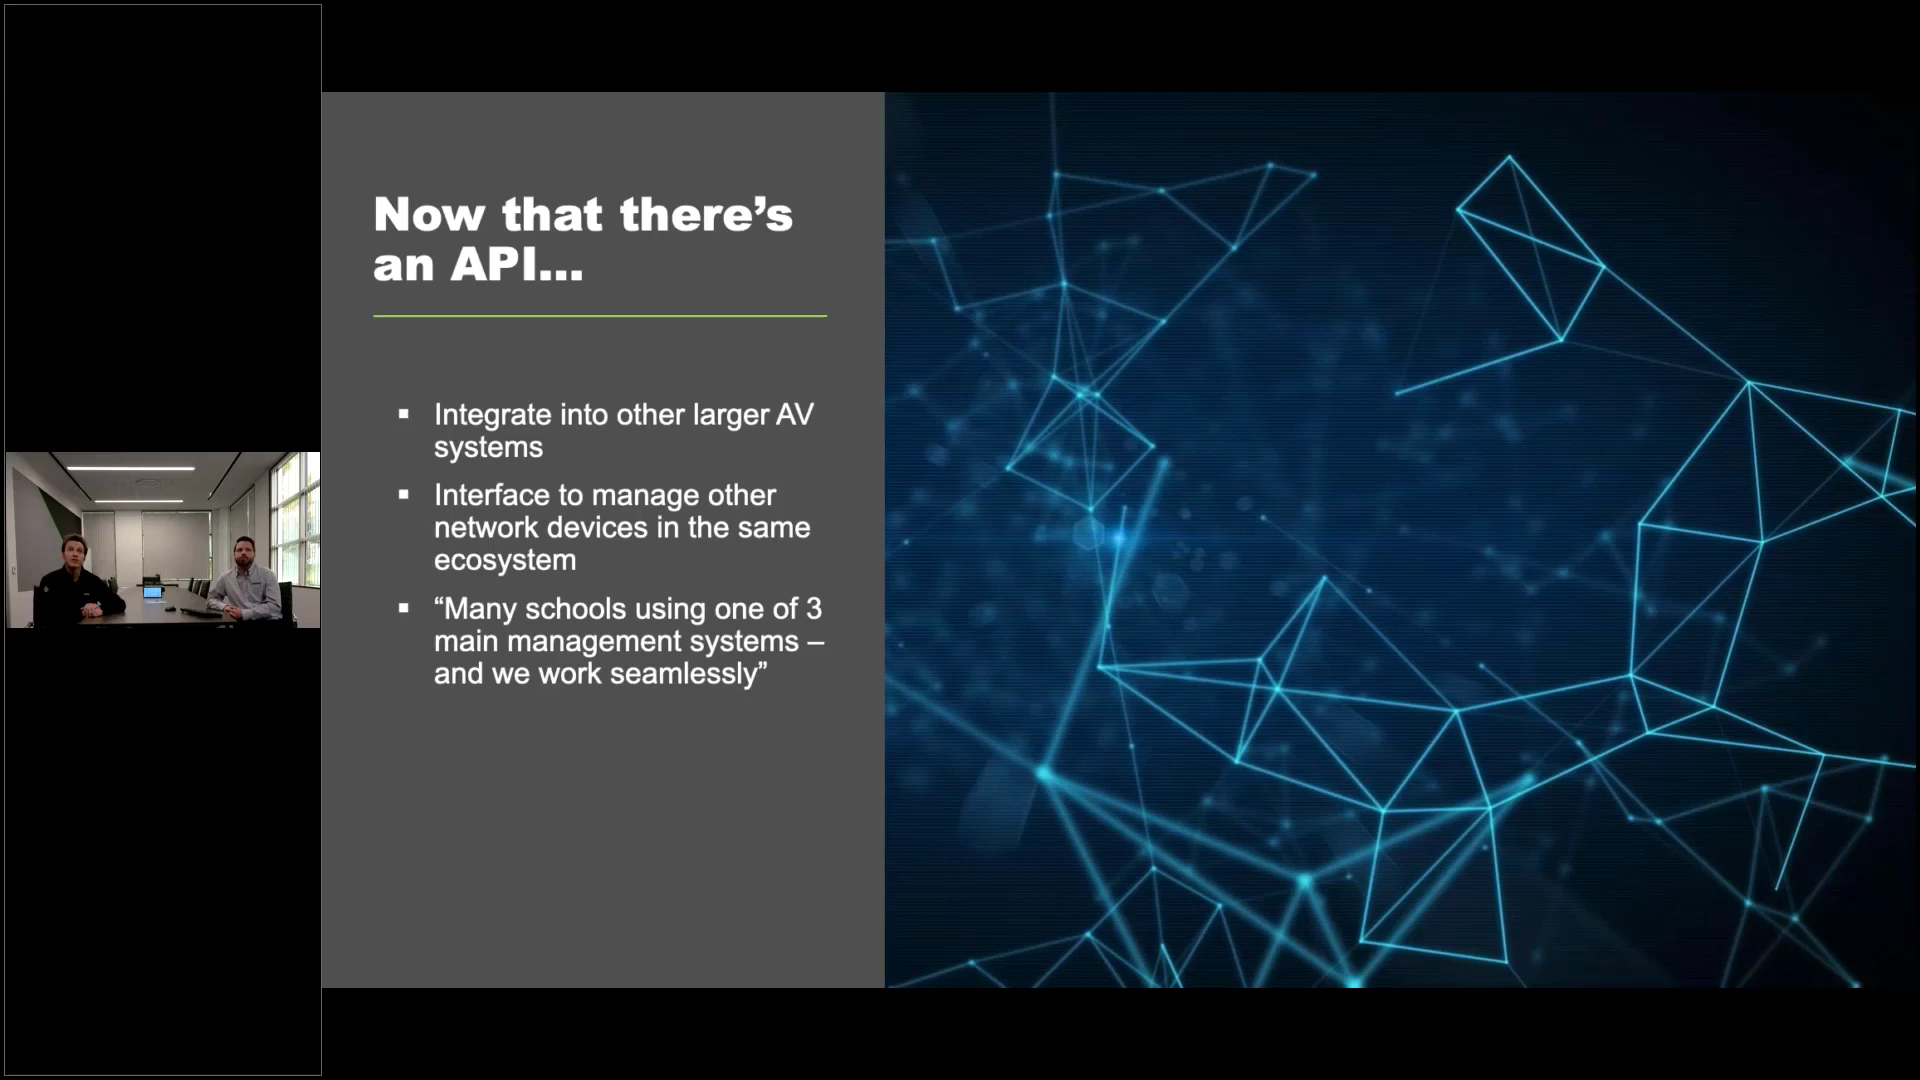 Now that there’s
an API...
▪ Integrate into other larger AV
systems
▪ Interface to manage other
network devices in the same
ecosystem
▪ “Many schools using one of 3
main management systems –
and we work seamlessly”